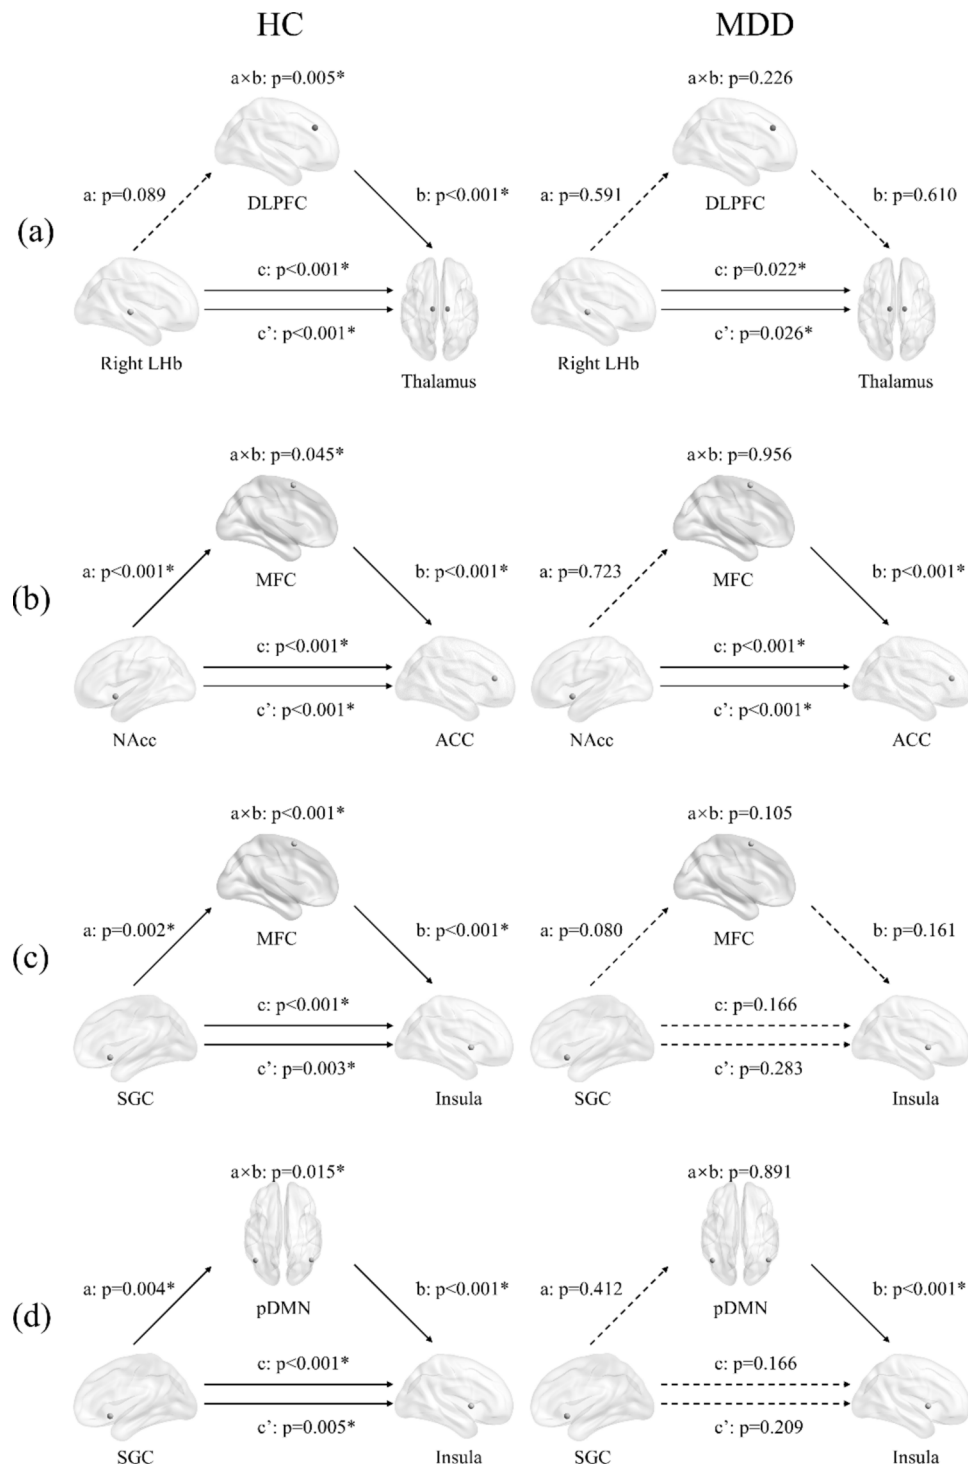 HC
MDD
a×b: p=0.005*
a×b: p=0.226
a: p=0.089
DLPFC
b: p<0.001*
a: p=0.591
DLPFC
b: p=0.610
(a)
c: p<0.001*
c: p=0.022*
c’: p<0.001*
c’: p=0.026*
Right LHb
Thalamus
Right LHb
Thalamus
a×b: p=0.045*
a×b: p=0.956
a: p<0.001*
MFC
b: p<0.001*
a: p=0.723
MFC
b: p<0.001*
(b)
c: p<0.001*
c: p<0.001*
c’: p<0.001*
c’: p<0.001*
NAcc
ACC
NAcc
ACC
a×b: p<0.001*
a×b: p=0.105
a: p=0.002*
MFC
b: p<0.001*
a: p=0.080
MFC
b: p=0.161
(c)
c: p<0.001*
c: p=0.166
c’: p=0.003*
c’: p=0.283
SGC
Insula
SGC
Insula
a×b: p=0.015*
a×b: p=0.891
a: p=0.004*
pDMN
b: p<0.001*
a: p=0.412
pDMN
b: p<0.001*
(d)
c: p<0.001*
c: p=0.166
c’: p=0.005*
c’: p=0.209
SGC
Insula
SGC
Insula